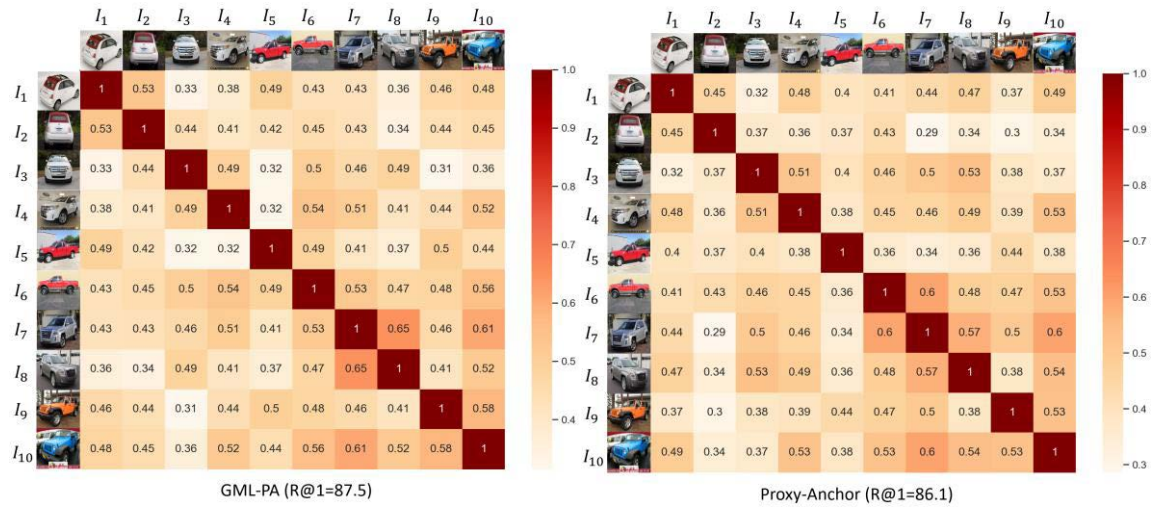 I1 I2 I3 I4 I5 I6 I7 I8 I9 I10
I1 1 0.53 0.33 0.38 0.49 0.43 0.43 0.36 0.46 0.48
I2 0.53 1 0.44 0.41 0.42 0.45 0.43 0.34 0.44 0.45
I3 0.33 0.44 1 0.49 0.32 0.5 0.46 0.49 0.31 0.36
I4 0.38 0.41 0.49 1 0.32 0.54 0.51 0.41 0.44 0.52
I5 0.49 0.42 0.32 0.32 1 0.49 0.41 0.37 0.5 0.44
I6 0.43 0.45 0.5 0.54 0.49 1 0.53 0.47 0.48 0.56
I7 0.43 0.43 0.46 0.51 0.41 0.53 1 0.65 0.46 0.61
I8 0.36 0.34 0.49 0.41 0.37 0.47 0.65 1 0.41 0.52
I9 0.46 0.44 0.31 0.44 0.5 0.48 0.46 0.41 1 0.58
I10 0.48 0.45 0.36 0.52 0.44 0.56 0.61 0.52 0.58 1
1.0
0.9
0.8
0.7
0.6
0.5
0.4
GML-PA (R@1=87.5)
I1 I2 I3 I4 I5 I6 I7 I8 I9 I10
I1 1 0.45 0.32 0.48 0.4 0.41 0.44 0.47 0.37 0.49
I2 0.45 1 0.37 0.36 0.37 0.43 0.29 0.34 0.3 0.34
I3 0.32 0.37 1 0.51 0.4 0.46 0.5 0.53 0.38 0.37
I4 0.48 0.36 0.51 1 0.38 0.45 0.46 0.49 0.39 0.53
I5 0.4 0.37 0.4 0.38 1 0.36 0.34 0.36 0.44 0.38
I6 0.41 0.43 0.46 0.45 0.36 1 0.6 0.48 0.47 0.53
I7 0.44 0.29 0.5 0.46 0.34 0.6 1 0.57 0.5 0.6
I8 0.47 0.34 0.53 0.49 0.36 0.48 0.57 1 0.38 0.54
I9 0.37 0.3 0.38 0.39 0.44 0.47 0.5 0.38 1 0.53
I10 0.49 0.34 0.37 0.53 0.38 0.53 0.6 0.54 0.53 1
1.0
0.9
0.8
0.7
0.6
0.5
0.4
0.3
Proxy-Anchor (R@1=86.1)